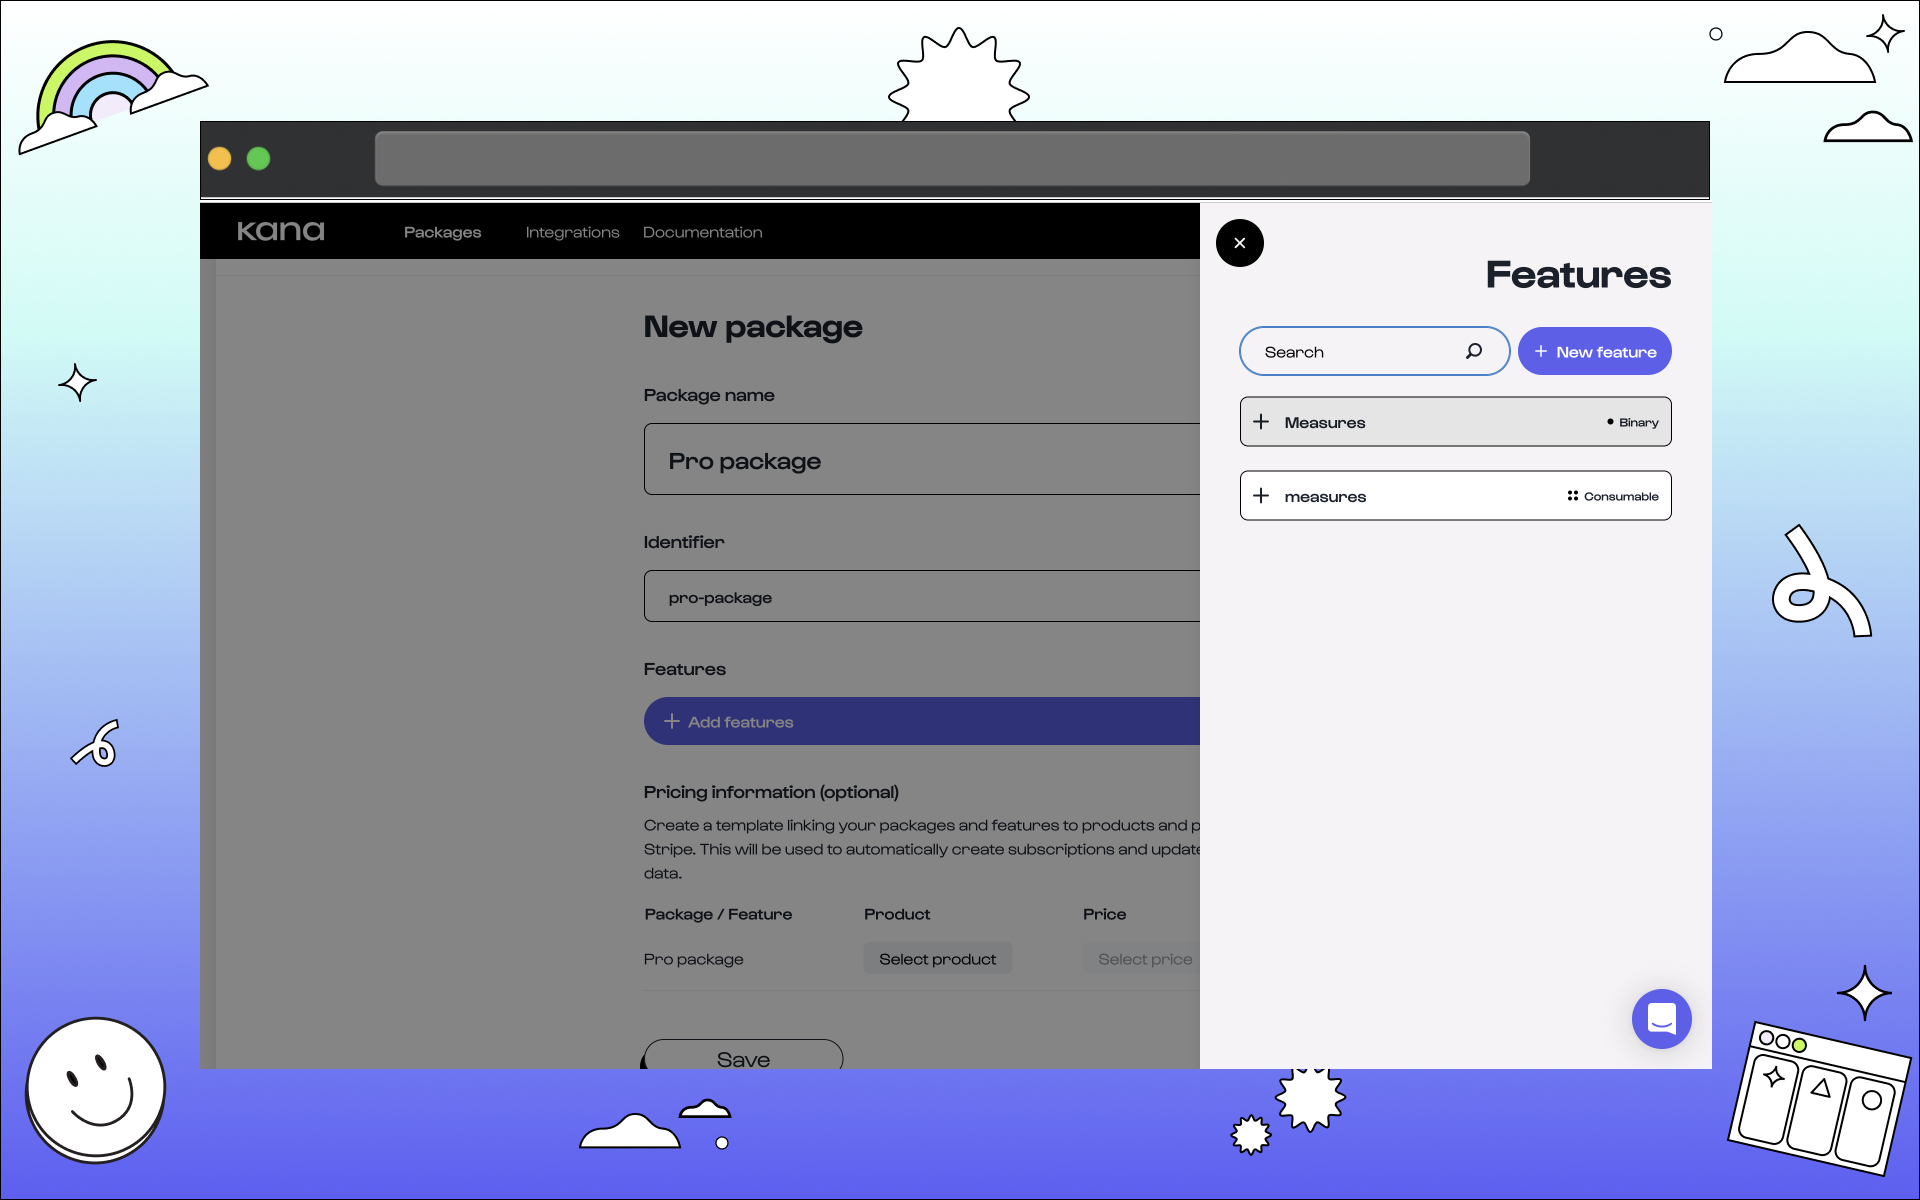 kana
Packages
Integrations
Documentation
New package
Package name
Pro package
Identifier
pro-package
Features
Add features
Pricing information (optional)
Create a template linking your packages and features to products and p
Stripe. This will be used to automatically create subscriptions and update
data.
Package / Feature
Product
Price
Pro package
Select product
Select price
Save
Features
Search
New feature
Measures
Binary
measures
Consumable